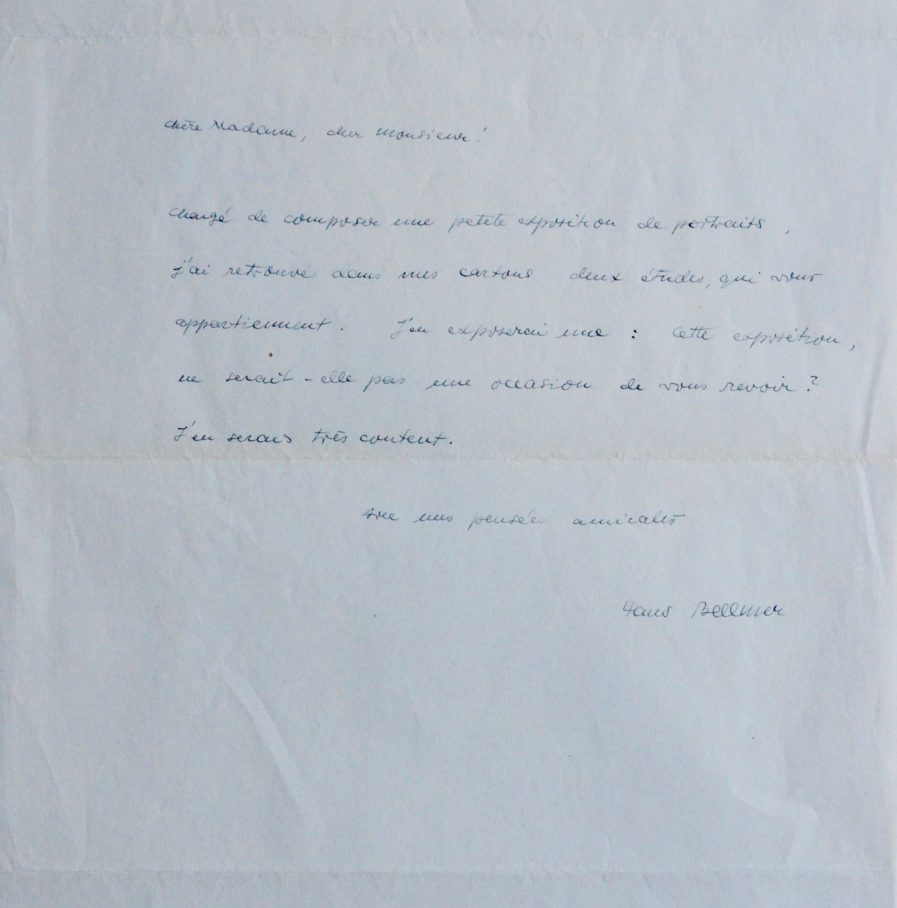 Chère Madame, cher monsieur!
Chargé de composer une petite exposition de portraits,
j'ai retrouvé dans mes cartons deux études, qui vous
appartiennent. J'en exposerai une : Cette exposition,
ne serait-elle pas une occasion de vous revoir?
J'en serais très content.
Avec mes pensées amicales
Hans Bellmer